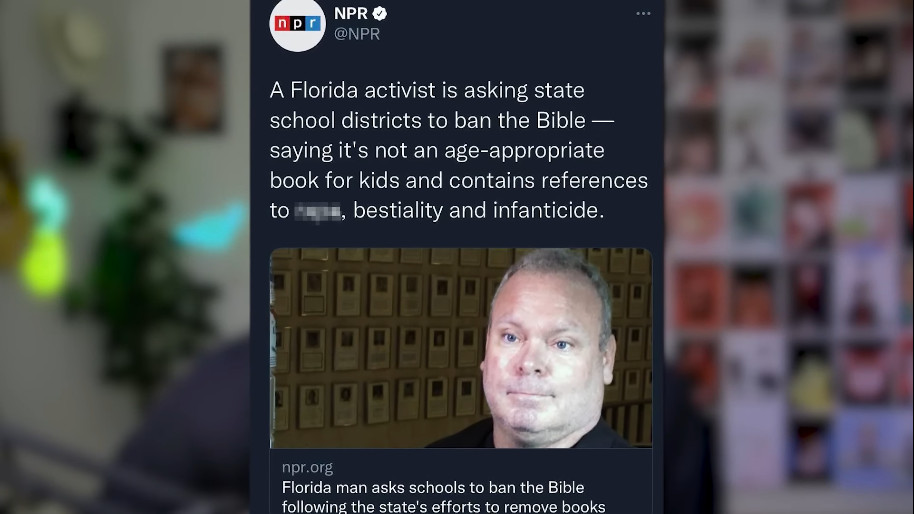 npr
NPR
@NPR
A Florida activist is asking state
school districts to ban the Bible —
saying it's not an age-appropriate
book for kids and contains references
to , bestiality and infanticide.
npr.org
Florida man asks schools to ban the Bible
following the state's efforts to remove books